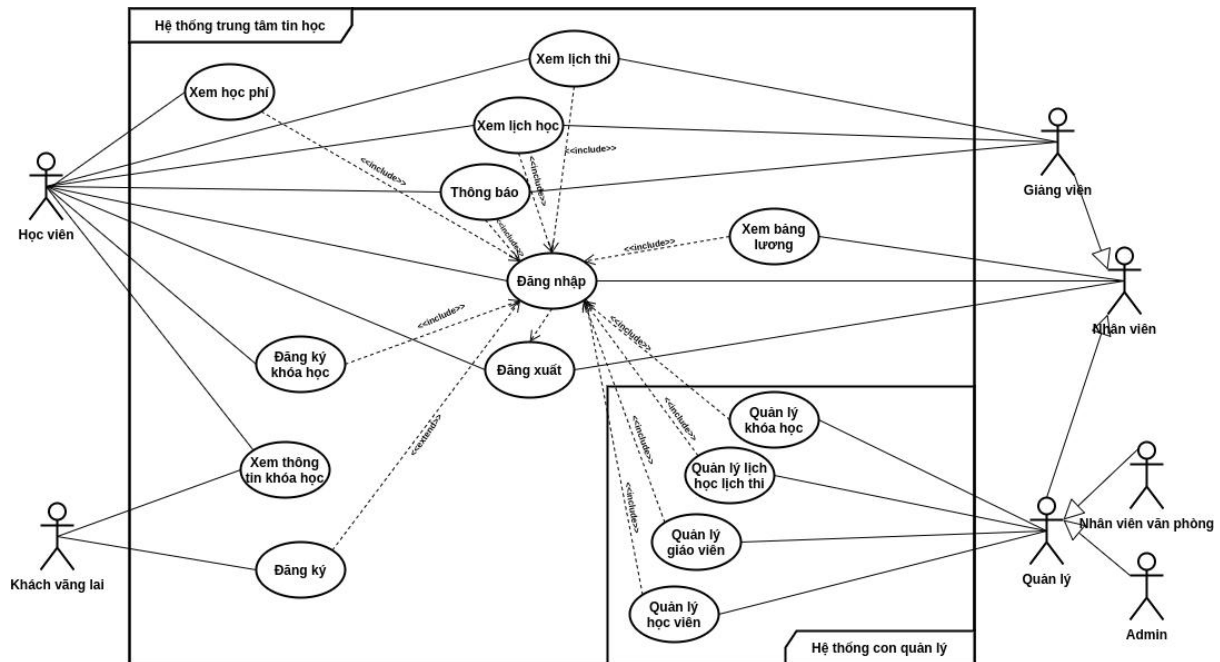 Hệ thống trung tâm tin học
Xem lịch thi
Xem học phí
Xem lịch học
<<include>>
<<include>>
<<include>>
Thông báo
Giảng viên
Học viên
<<include>>
Xem bảng
lương
<<include>>
Đăng nhập
<<include>>
<<include>>
Nhân viên
Đăng ký
khóa học
Đăng xuất
Quản lý
khóa học
<<include>>
<<extend>>
<<include>>
Xem thông
tin khóa học
Quản lý lịch
học lịch thi
<<include>>
Nhân viên văn phòng
Quản lý
giáo viên
Khách vãng lai
Đăng ký
Quản lý
Quản lý
học viên
Admin
Hệ thống con quản lý